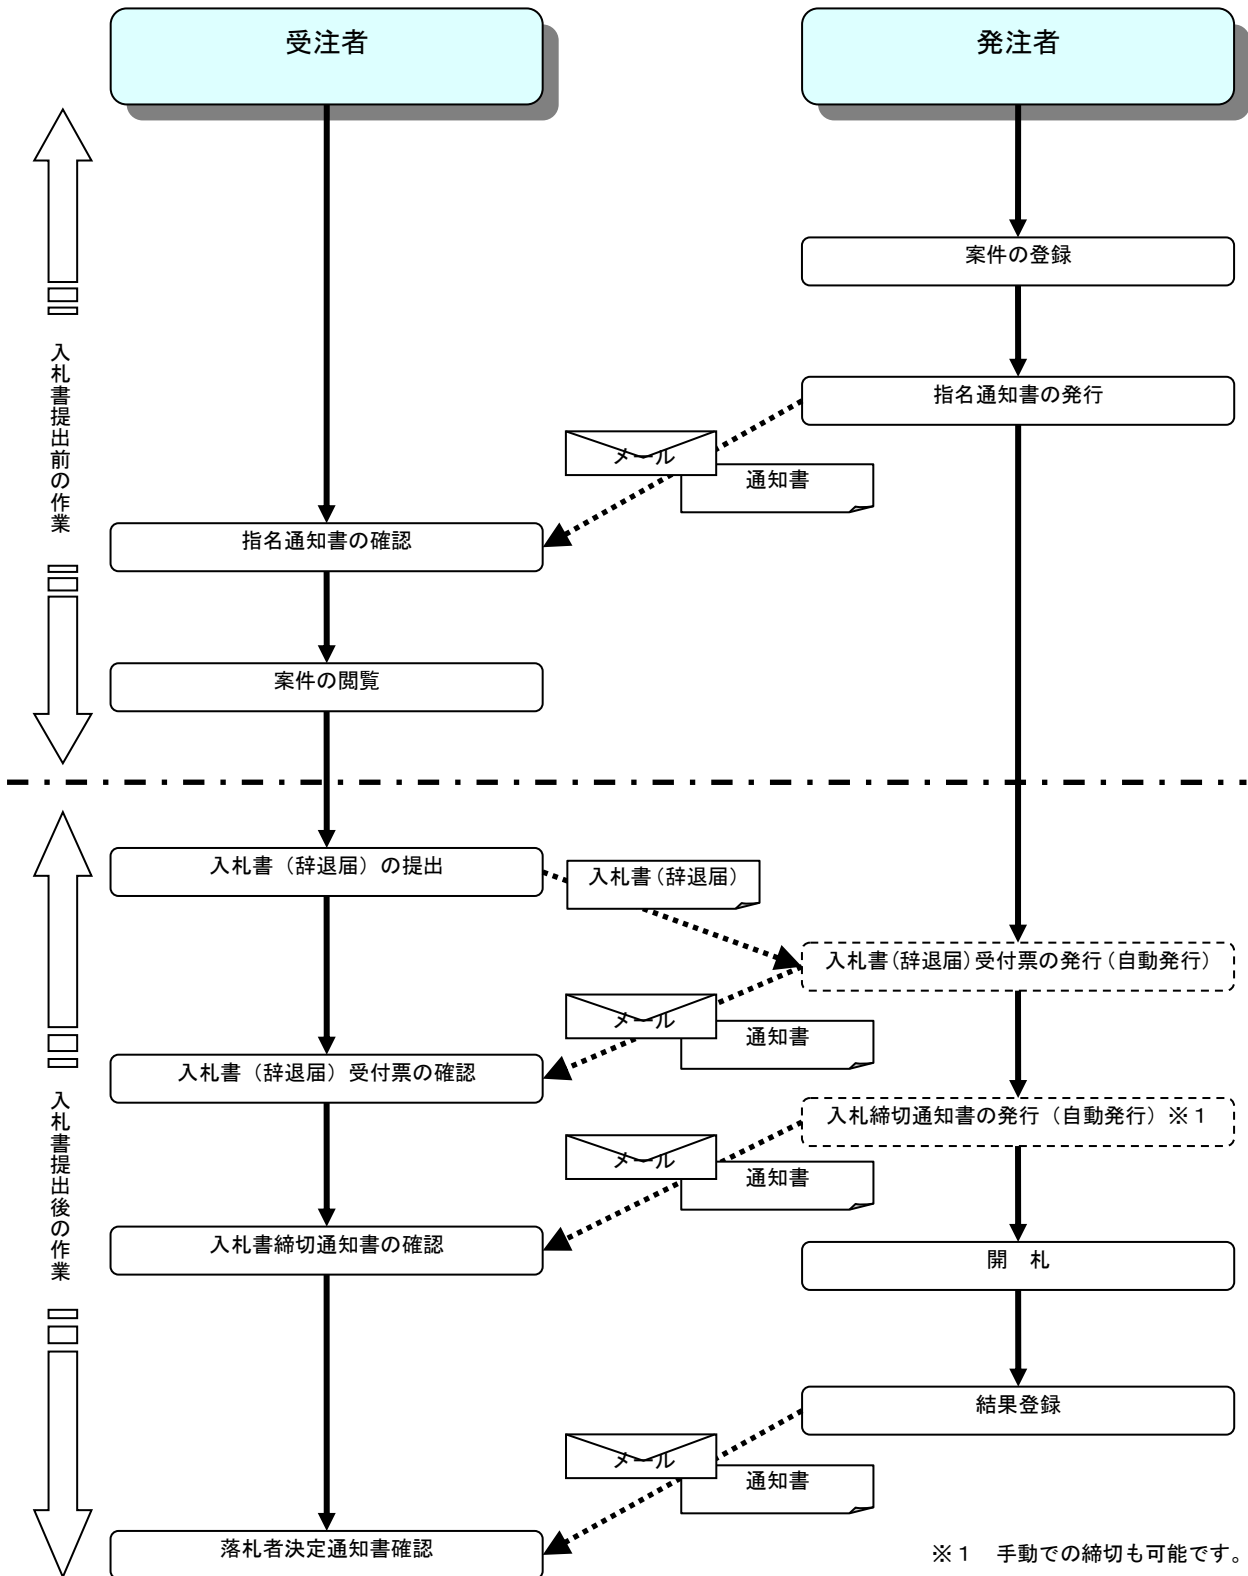 受注者
発注者
案件の登録
指名通知書の発行
メール
通知書
入札書提出前の作業
指名通知書の確認
案件の閲覧
入札書（辞退届）の提出
入札書(辞退届)
入札書(辞退届)受付票の発行(自動発行)
メール
通知書
入札書（辞退届）受付票の確認
入札締切通知書の発行（自動発行）※１
メール
通知書
入札書提出後の作業
入札書締切通知書の確認
開　札
結果登録
メール
通知書
落札者決定通知書確認
※１　手動での締切も可能です。